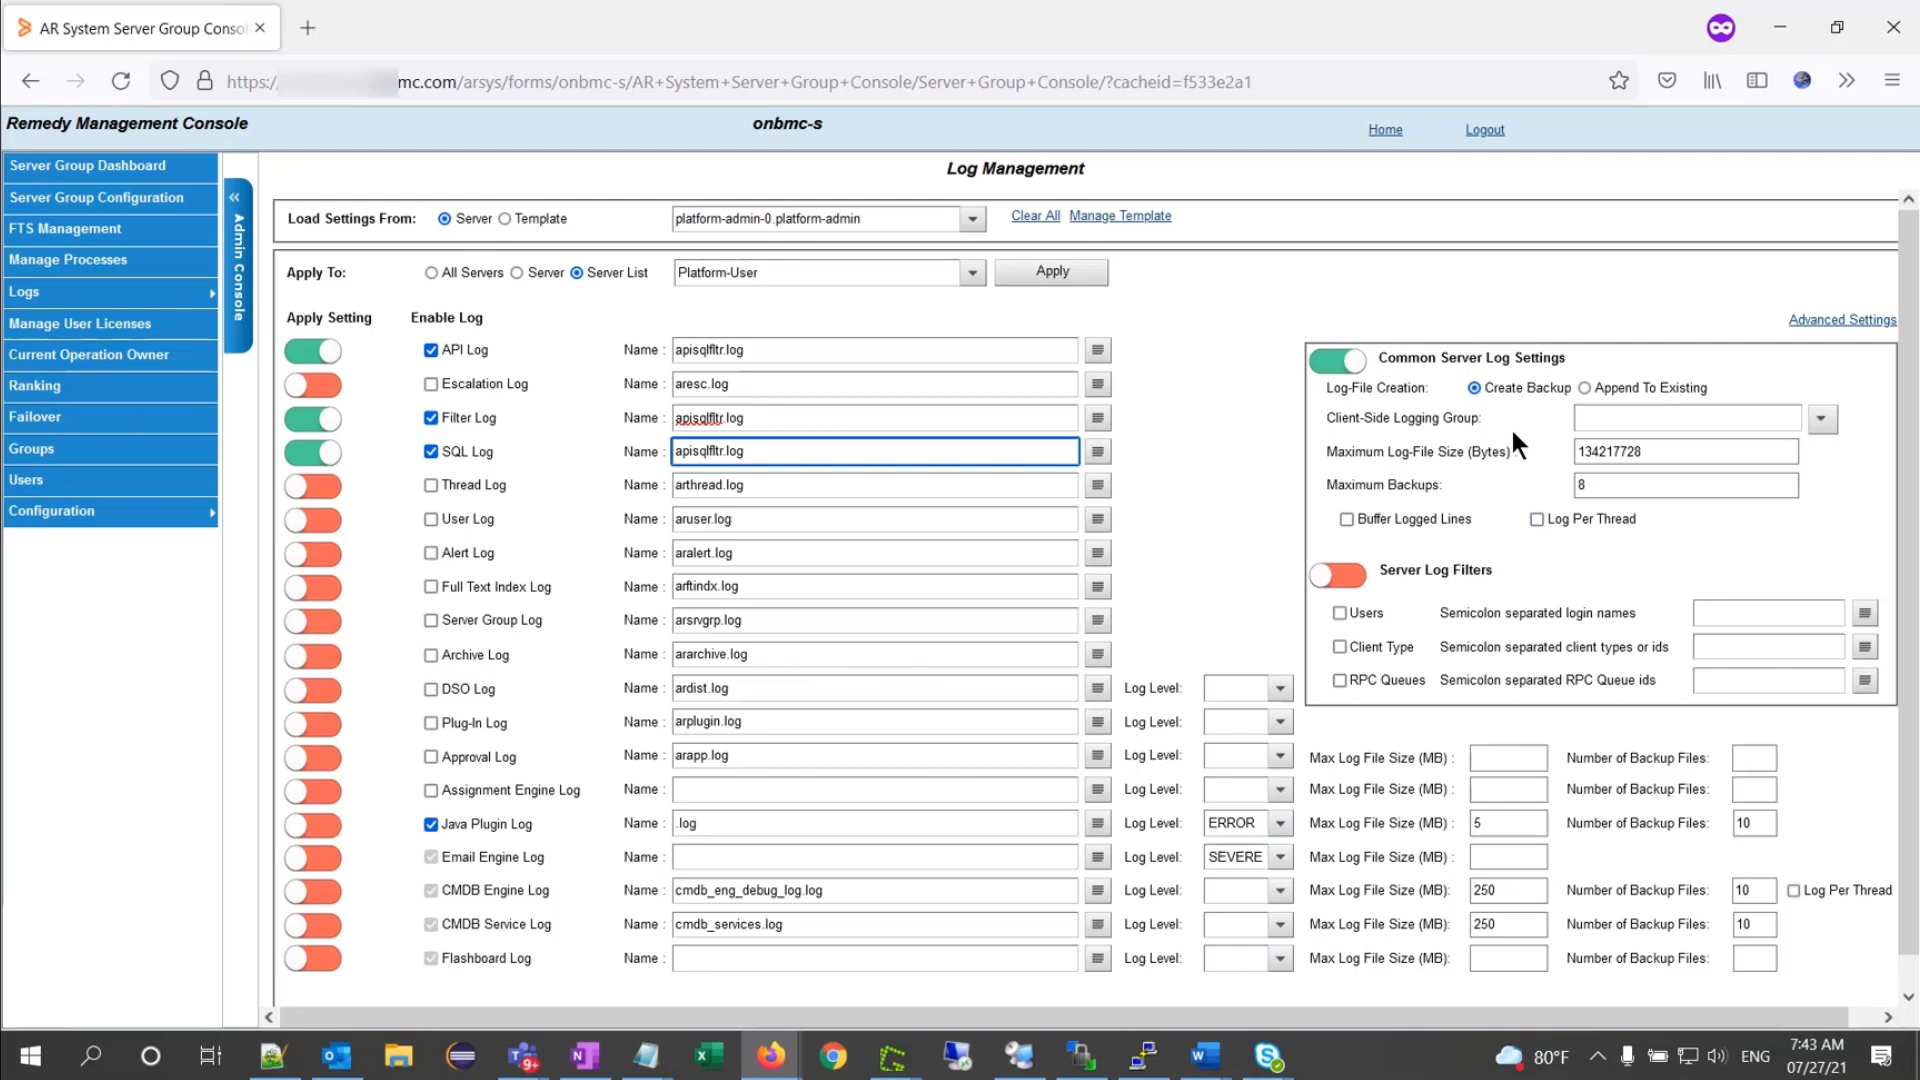 AR System Server Group Conso
https:// mc.com/arsys/forms/onbmc-s/AR+System+Server+Group+Console/Server+Group+Console/?cacheid=f533e2a1
Remedy Management Console
onbmc-s
Home
Logout
Server Group Dashboard
Server Group Configuration
FTS Management
Manage Processes
Logs
Manage User Licenses
Current Operation Owner
Ranking
Failover
Groups
Users
Configuration
Admin Console
Log Management
Load Settings From: Server Template platform-admin-0.platform-admin Clear All Manage Template
Apply To: All Servers Server Server List Platform-User Apply
Apply Setting Enable Log
Advanced Settings
API Log Name : apisqlfltr.log
Escalation Log Name : aresc.log
Filter Log Name : apisqlfltr.log
SQL Log Name : apisqlfltr.log
Thread Log Name : arthread.log
User Log Name : aruser.log
Alert Log Name : aralert.log
Full Text Index Log Name : arftindx.log
Server Group Log Name : arsrvgrp.log
Archive Log Name : ararchive.log
DSO Log Name : ardist.log Log Level:
Plug-In Log Name : arplugin.log Log Level:
Approval Log Name : arapp.log Log Level: Max Log File Size (MB) : Number of Backup Files:
Assignment Engine Log Name : Log Level: Max Log File Size (MB) : Number of Backup Files:
Java Plugin Log Name : .log Log Level: ERROR Max Log File Size (MB) : 5 Number of Backup Files: 10
Email Engine Log Name : Log Level: SEVERE Max Log File Size (MB) :
CMDB Engine Log Name : cmdb_eng_debug_log.log Log Level: Max Log File Size (MB) : 250 Number of Backup Files: 10 Log Per Thread
CMDB Service Log Name : cmdb_services.log Log Level: Max Log File Size (MB): 250 Number of Backup Files: 10
Flashboard Log Name : Log Level: Max Log File Size (MB): Number of Backup Files:
Common Server Log Settings
Log-File Creation: Create Backup Append To Existing
Client-Side Logging Group:
Maximum Log-File Size (Bytes) 134217728
Maximum Backups: 8
Buffer Logged Lines Log Per Thread
Server Log Filters
Users Semicolon separated login names
Client Type Semicolon separated client types or ids
RPC Queues Semicolon separated RPC Queue ids
9+
80°F
ENG
7:43 AM
07/27/21